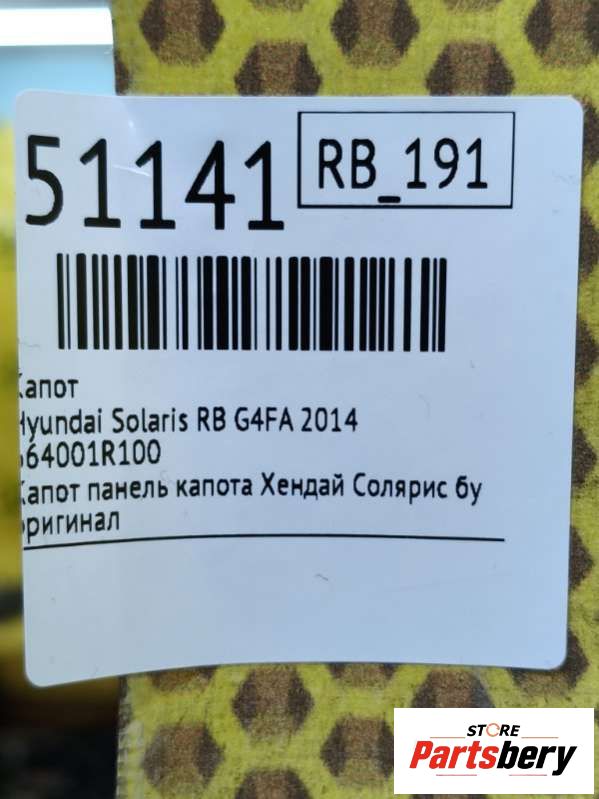 51141
RB_191
Капот
Hyundai Solaris RB G4FA 2014
664001R100
Капот панель капота Хендай Солярис бу
оригинал
STORE
Partsbery